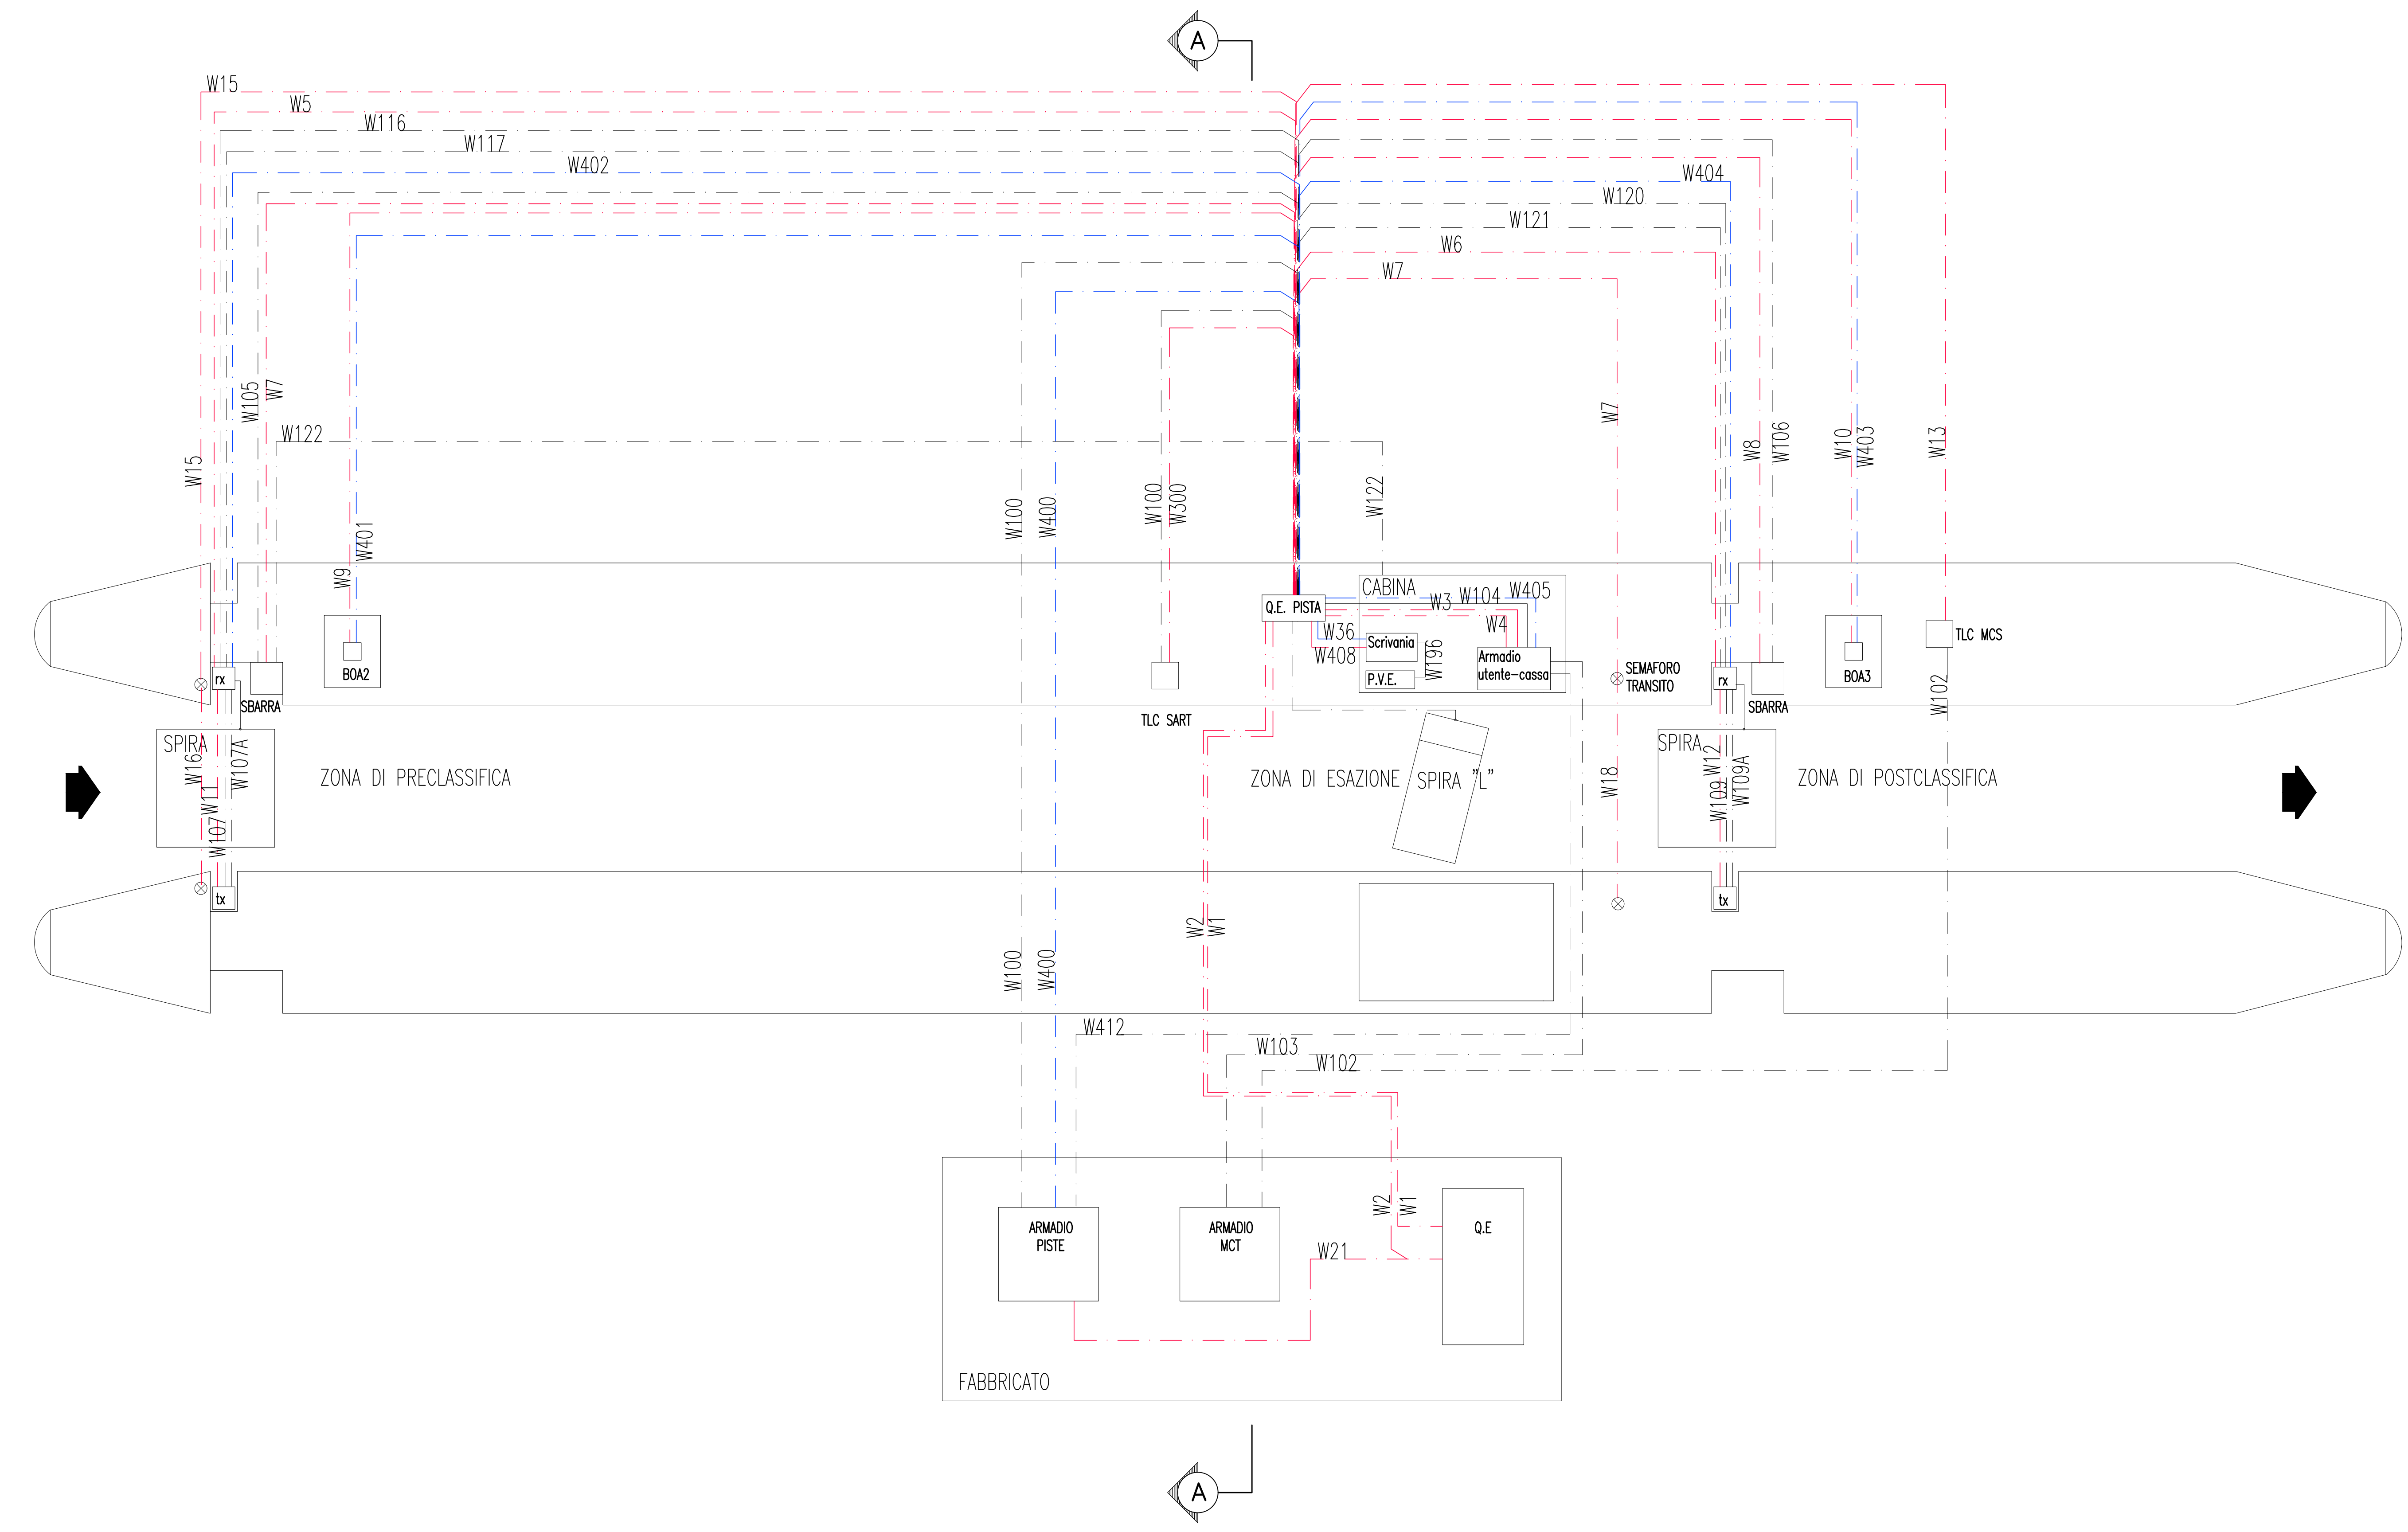 A
W15
W5
W116
W117
W402
W404
W120
W121
W6
W7
W105
W7
W122
W15
W9
W401
W100
W400
W100
W300
W122
W7
W8
W106
W10
W403
W13
CABINA
Q.E. PISTA
W3
W104
W405
W4
W36
W408
Scrivania
W196
P.V.E.
Armadio
utente-cassa
rx
SBARRA
BOA2
TLC SART
SEMAFORO
TRANSITO
rx
SBARRA
BOA3
TLC MCS
W102
SPIRA
W16
W11
W107
W107A
ZONA DI PRECLASSIFICA
ZONA DI ESAZIONE
SPIRA "L"
W18
SPIRA
W12
W109
W109A
ZONA DI POSTCLASSIFICA
tx
tx
W100
W400
W2
W1
W412
W103
W102
W2
W1
ARMADIO
PISTE
ARMADIO
MCT
Q.E
W21
FABBRICATO
A